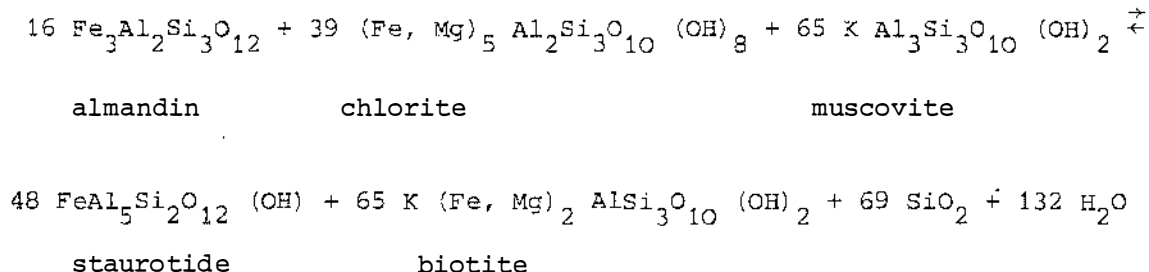 16 Fe₃Al₂Si₃O₁₂ + 39 (Fe, Mg)₅ Al₂Si₃O₁₀ (OH)₈ + 65 K Al₃Si₃O₁₀ (OH)₂ ⇄
almandin chlorite muscovite
48 FeAl₅Si₂O₁₂ (OH) + 65 K (Fe, Mg)₂ AlSi₃O₁₀ (OH)₂ + 69 SiO₂ + 132 H₂O
staurotide biotite